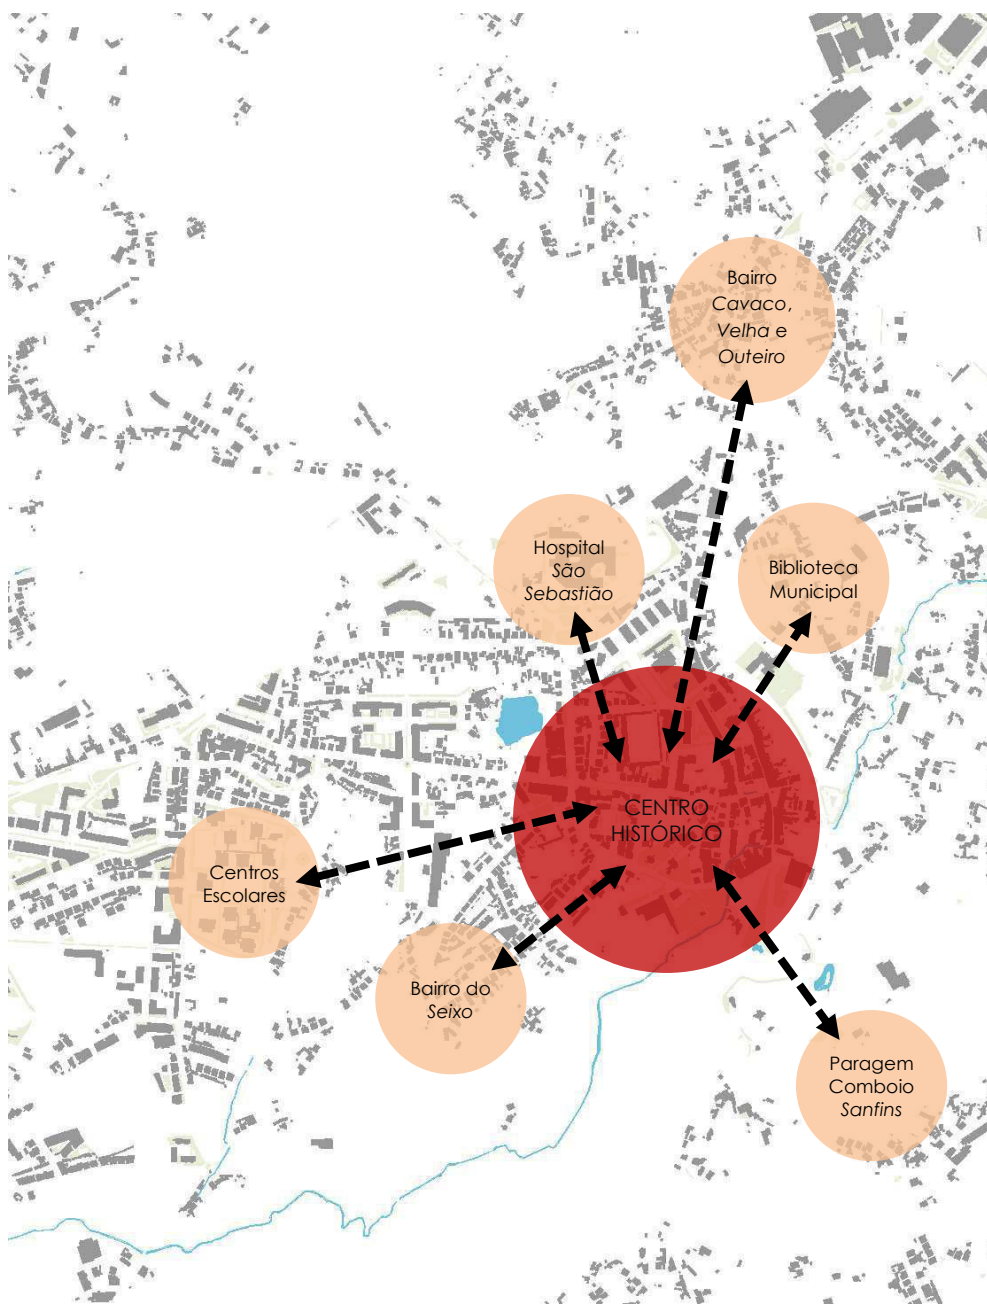 Bairro
Cavaco,
Velha e
Outeiro
Hospital
São
Sebastião
Biblioteca
Municipal
CENTRO
HISTÓRICO
Centros
Escolares
Bairro do
Seixo
Paragem
Comboio
Sanfins